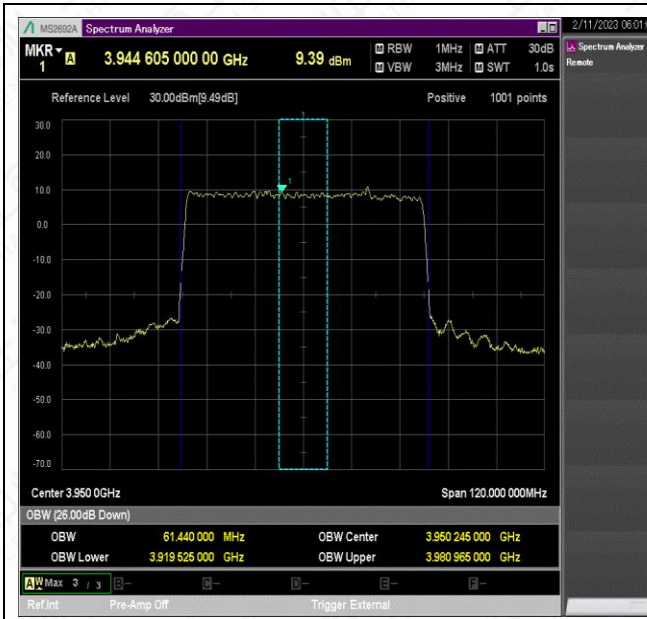 MS2692A Spectrum Analyzer
2/11/2023 06:01:
MKR 1 A 3.944 605 000 00 GHz 9.39 dBm
M RBW 1MHz M ATT 30dB
M VBW 3MHz M SWT 1.0s
Spectrum Analyzer
Remote
Reference Level 30.00dBm[9.49dB] Positive 1001 points
1
30.0
20.0
10.0
1
0.0
-10.0
-20.0
-30.0
-40.0
-50.0
-60.0
-70.0
Center 3.950 0GHz Span 120.000 000MHz
OBW (26.00dB Down)
OBW 61.440 000 MHz OBW Center 3.950 245 000 GHz
OBW Lower 3.919 525 000 GHz OBW Upper 3.980 965 000 GHz
A W Max 3 / 3 B- C- D- E- F-
Ref.Int Pre-Amp Off Trigger External